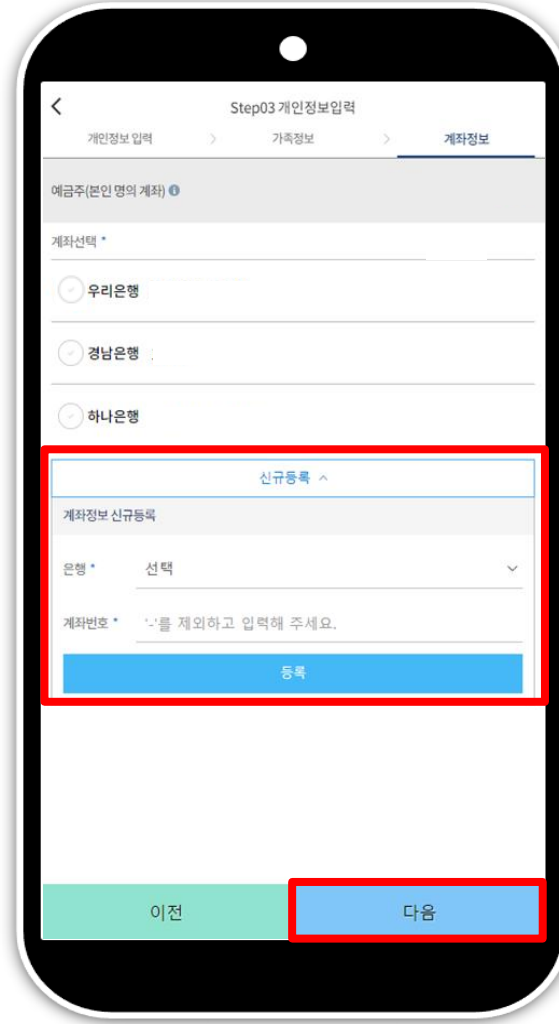 Step03 개인정보입력
개인정보 입력 > 가족정보 > 계좌정보
예금주(본인 명의 계좌)
계좌선택 *
우리은행
경남은행 :
하나은행
신규등록
계좌정보 신규등록
은행 * 선택
계좌번호 * '-'를 제외하고 입력해 주세요.
등록
이전 다음